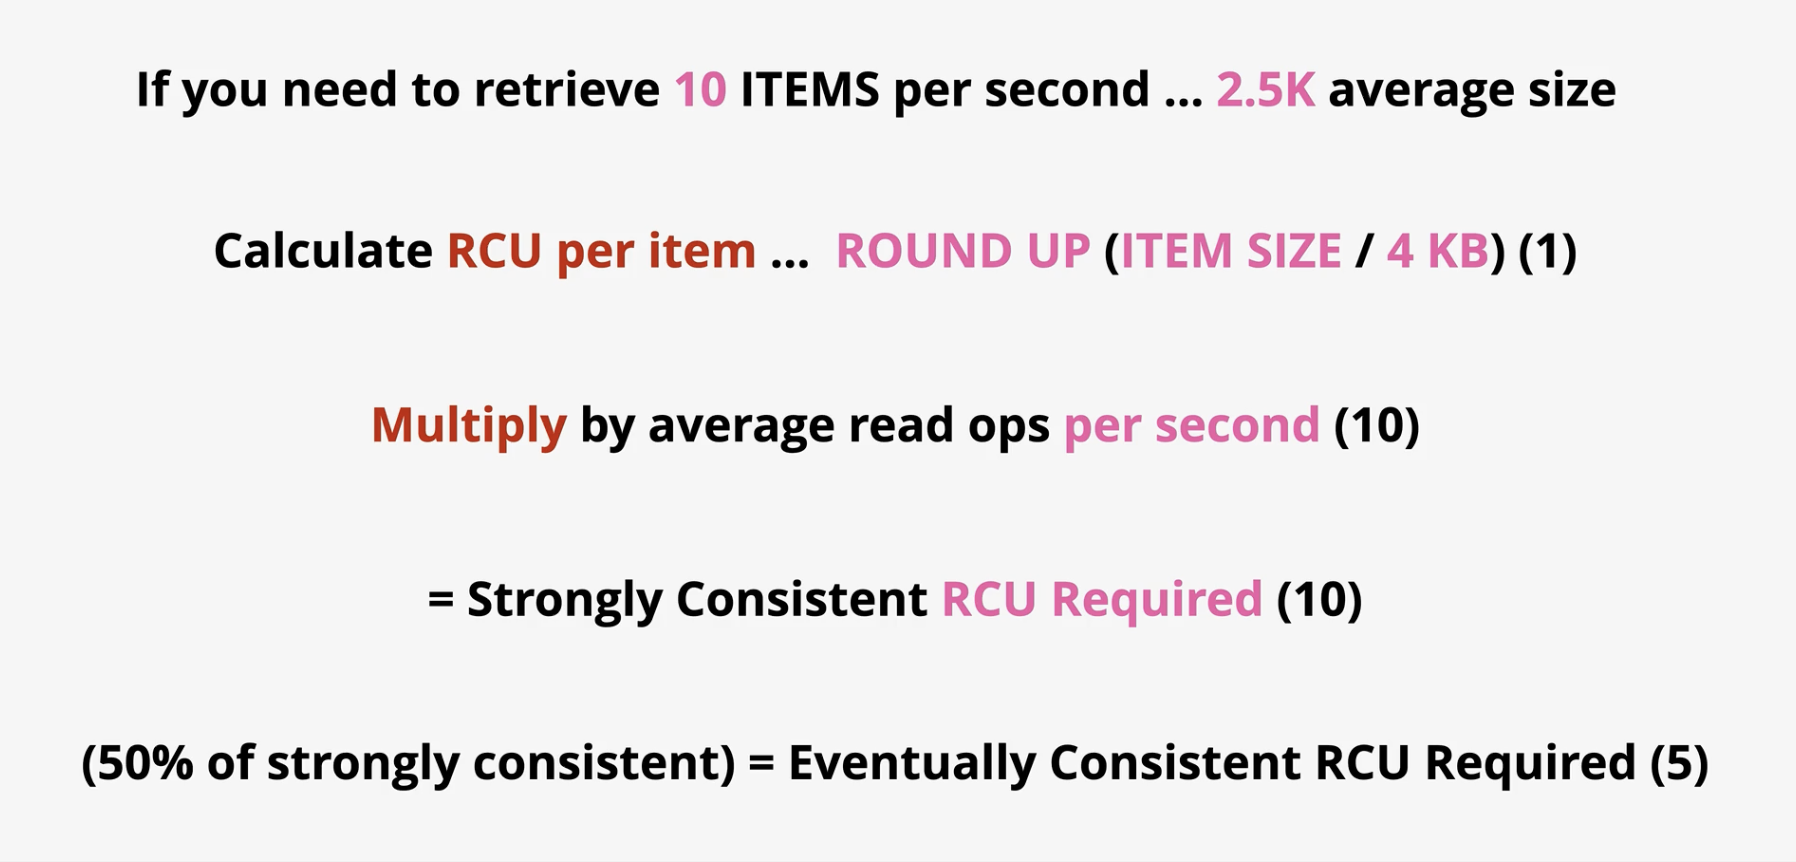 If you need to retrieve 10 ITEMS per second ... 2.5K average size
Calculate RCU per item ... ROUND UP (ITEM SIZE / 4 KB) (1)
Multiply by average read ops per second (10)
= Strongly Consistent RCU Required (10)
(50% of strongly consistent) = Eventually Consistent RCU Required (5)